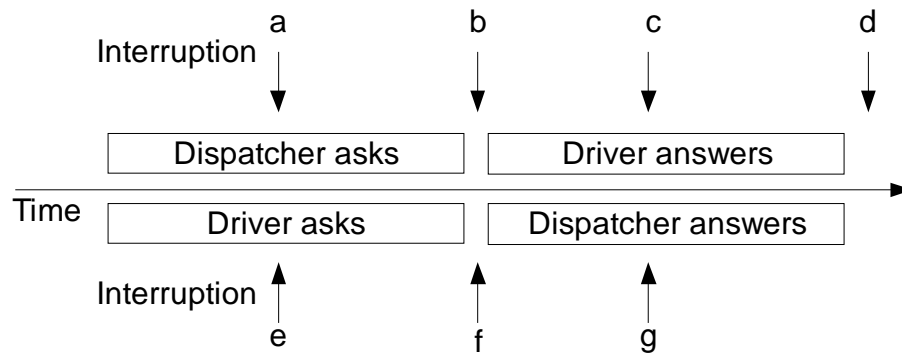 a b c d
Interruption
Dispatcher asks Driver answers
Time
Driver asks Dispatcher answers
Interruption
e f g